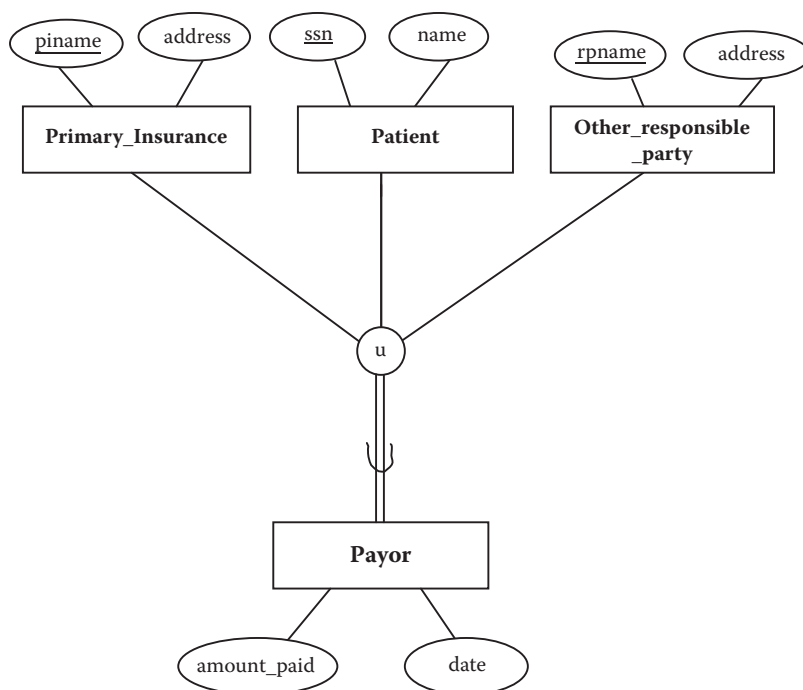 piname
address
ssn
name
rpname
address
Primary_Insurance
Patient
Other_responsible
_party
u
Payor
amount_paid
date